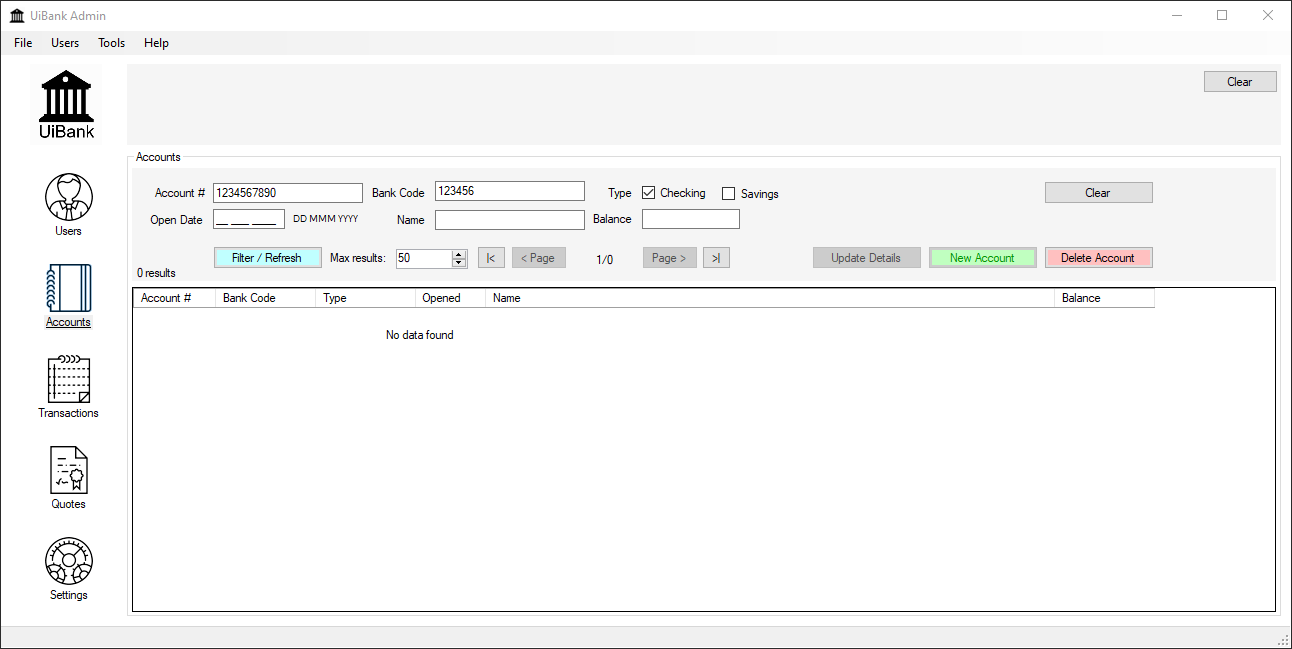 UiBank Admin
File Users Tools Help
UiBank
Clear
Accounts
Account # 1234567890 Bank Code 123456 Type Checking Savings Clear
Open Date __ ___ ____ DD MMM YYYY Name Balance
Filter / Refresh Max results: 50 |< < Page 1/0 Page > >| Update Details New Account Delete Account
0 results
Account # Bank Code Type Opened Name Balance
No data found
Users
Accounts
Transactions
Quotes
Settings